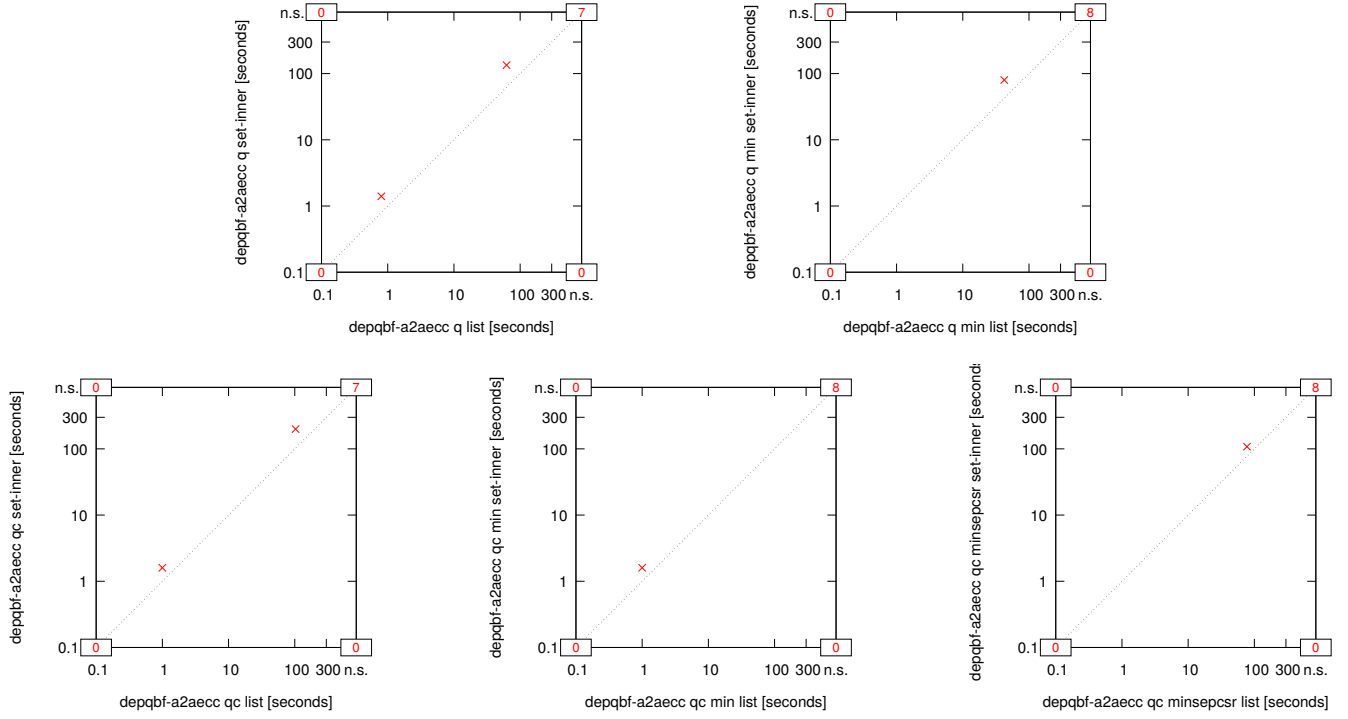 n.s. 0 7
300
100
10
1
0.1 0 0
0.1 1 10 100 300 n.s.
depqbf-a2aecc q set-inner [seconds]
depqbf-a2aecc q list [seconds]
n.s. 0 8
300
100
10
1
0.1 0 0
0.1 1 10 100 300 n.s.
depqbf-a2aecc q min set-inner [seconds]
depqbf-a2aecc q min list [seconds]
n.s. 0 7
300
100
10
1
0.1 0 0
0.1 1 10 100 300 n.s.
depqbf-a2aecc qc set-inner [seconds]
depqbf-a2aecc qc list [seconds]
n.s. 0 8
300
100
10
1
0.1 0 0
0.1 1 10 100 300 n.s.
depqbf-a2aecc qc min set-inner [seconds]
depqbf-a2aecc qc min list [seconds]
n.s. 0 8
300
100
10
1
0.1 0 0
0.1 1 10 100 300 n.s.
depqbf-a2aecc qc minsepcsr set-inner [seconds
depqbf-a2aecc qc minsepcsr list [seconds]